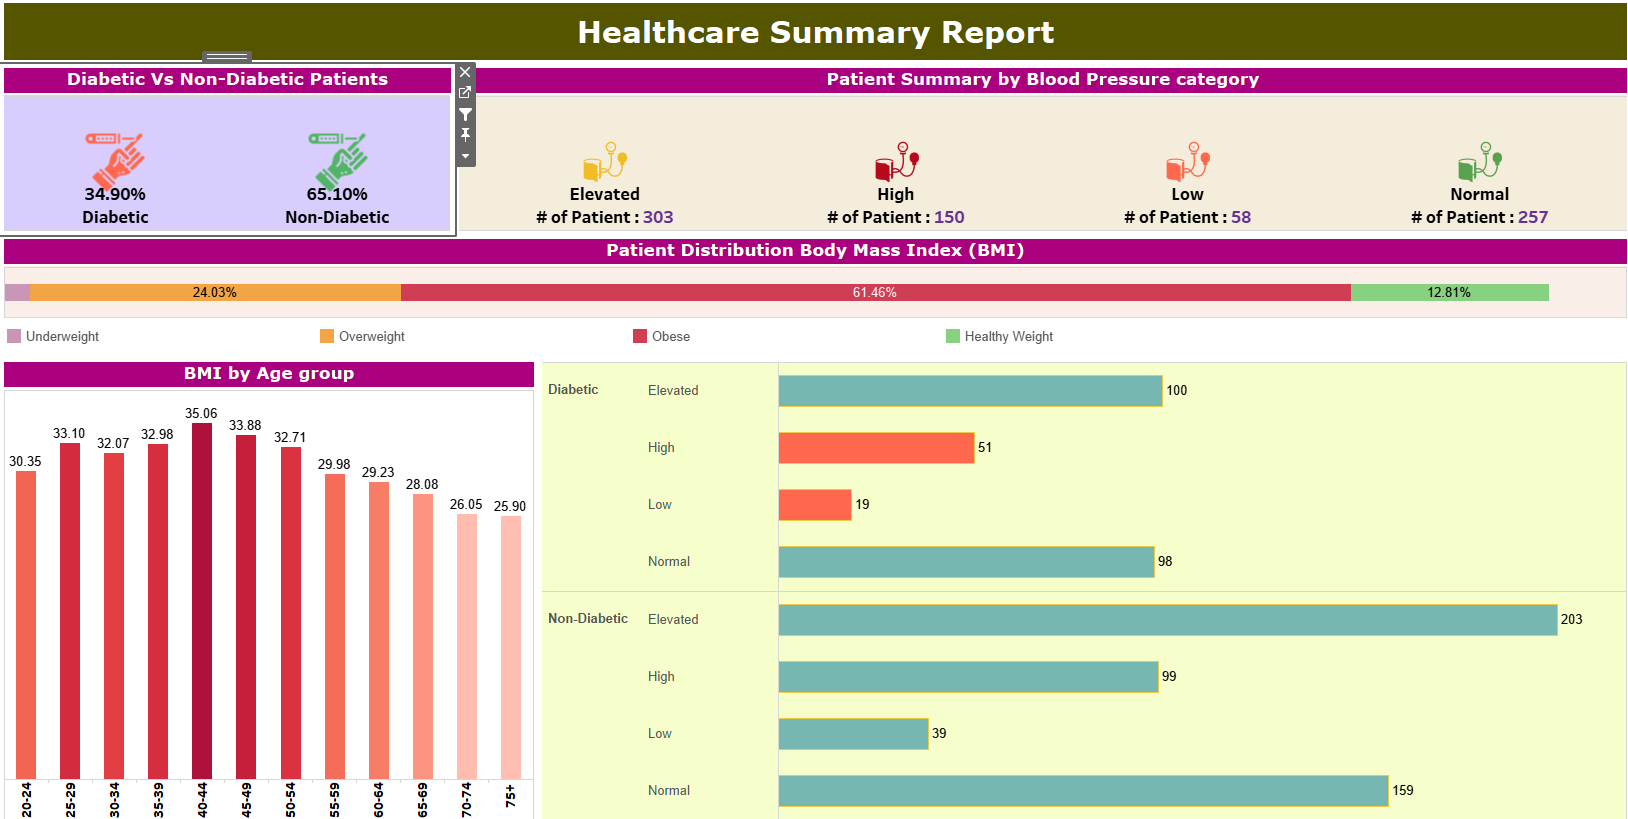 Healthcare Summary Report
Diabetic Vs Non-Diabetic Patients
34.90%
Diabetic
65.10%
Non-Diabetic
Patient Summary by Blood Pressure category
Elevated
# of Patient : 303
High
# of Patient : 150
Low
# of Patient : 58
Normal
# of Patient : 257
Patient Distribution Body Mass Index (BMI)
24.03%
61.46%
12.81%
Underweight
Overweight
Obese
Healthy Weight
BMI by Age group
30.35
33.10
32.07
32.98
35.06
33.88
32.71
29.98
29.23
28.08
26.05
25.90
20-24
25-29
30-34
35-39
40-44
45-49
50-54
55-59
60-64
65-69
70-74
75+
Diabetic
Elevated 100
High 51
Low 19
Normal 98
Non-Diabetic
Elevated 203
High 99
Low 39
Normal 159